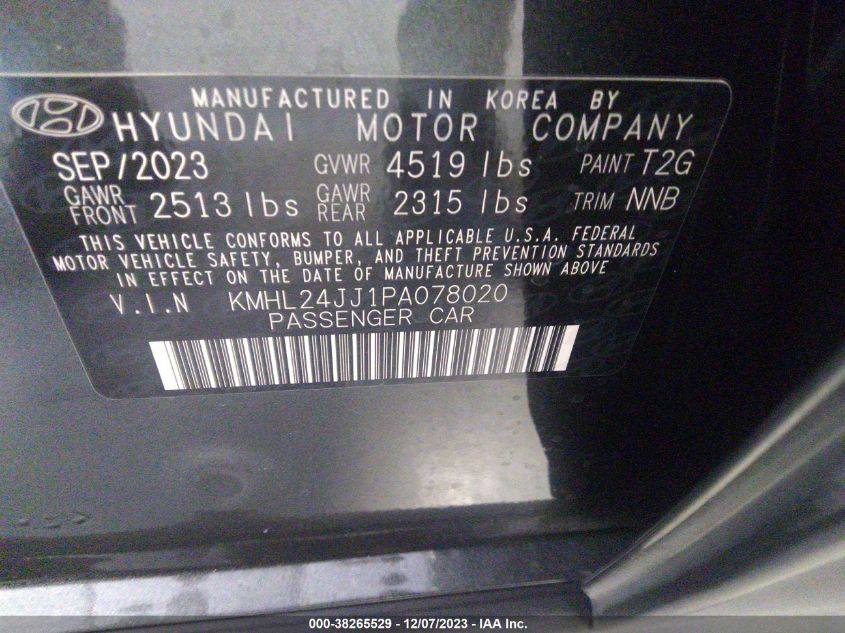 MANUFACTURED IN KOREA BY
HYUNDAI MOTOR COMPANY
SEP/2023 GVWR 4519 lbs PAINT T2G
GAWR FRONT 2513 lbs GAWR REAR 2315 lbs TRIM NNB
THIS VEHICLE CONFORMS TO ALL APPLICABLE U.S.A. FEDERAL
MOTOR VEHICLE SAFETY, BUMPER, AND THEFT PREVENTION STANDARDS
IN EFFECT ON THE DATE OF MANUFACTURE SHOWN ABOVE
V.I.N KMHL24JJ1PA078020
PASSENGER CAR
000-38265529 - 12/07/2023 - IAA Inc.